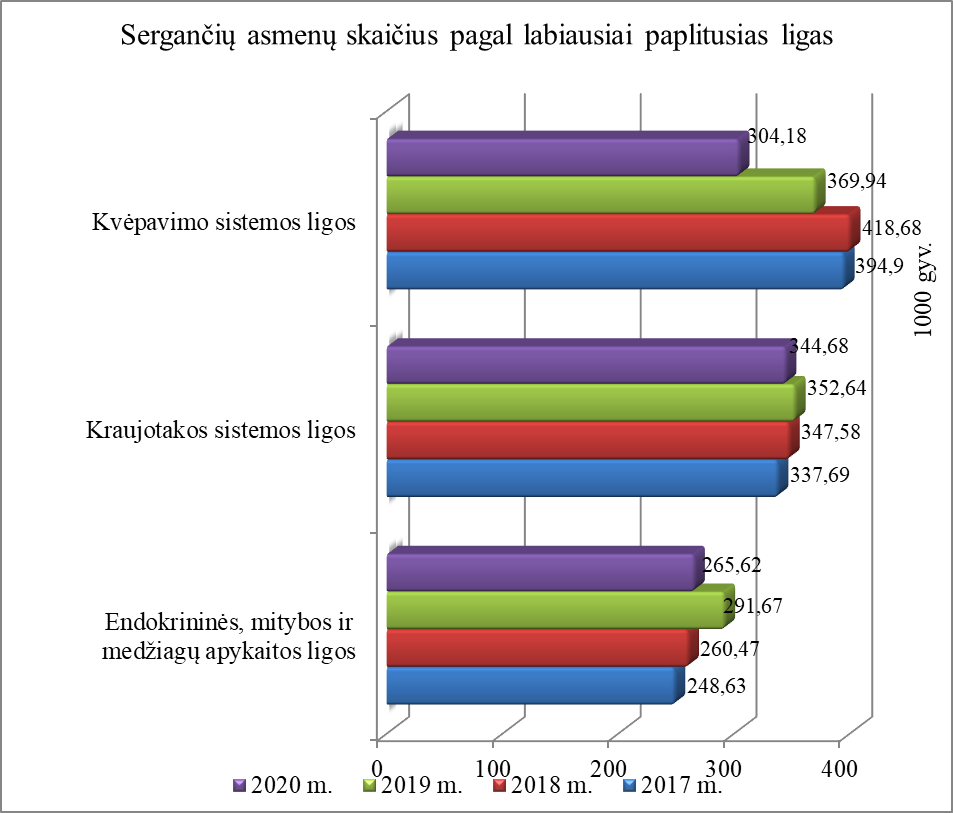 Sergančių asmenų skaičius pagal labiausiai paplitusias ligas
304,18
369,94
Kvėpavimo sistemos ligos
418,68
394,9
1000 gyv.
344,68
352,64
Kraujotakos sistemos ligos
347,58
337,69
265,62
291,67
Endokrininės, mitybos ir
medžiagų apykaitos ligos
260,47
248,63
0 100 200 300 400
2020 m. 2019 m. 2018 m. 2017 m.